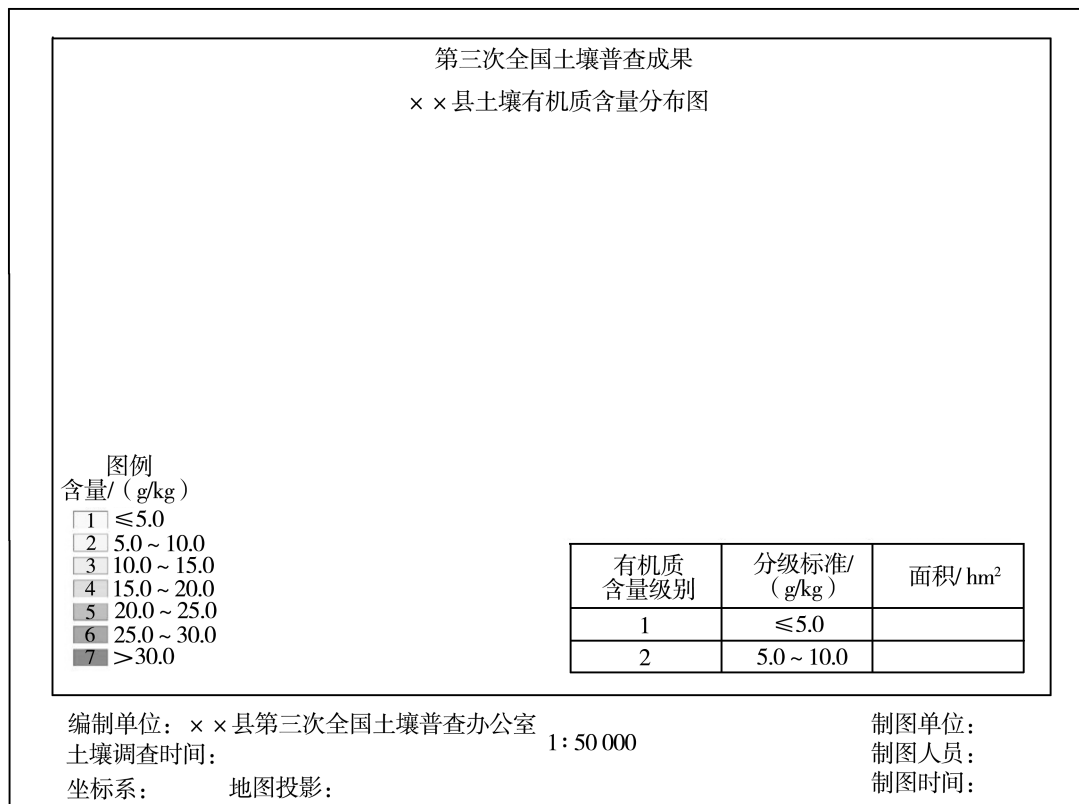 第三次全国土壤普查成果
××县土壤有机质含量分布图
图例
含量/（g/kg）
1 ≤5.0
2 5.0～10.0
3 10.0～15.0
4 15.0～20.0
5 20.0～25.0
6 25.0～30.0
7 >30.0
有机质
含量级别
分级标准/
（g/kg）
面积/hm²
1 ≤5.0
2 5.0～10.0
编制单位：××县第三次全国土壤普查办公室
土壤调查时间：
坐标系： 地图投影：
1∶50 000
制图单位：
制图人员：
制图时间：